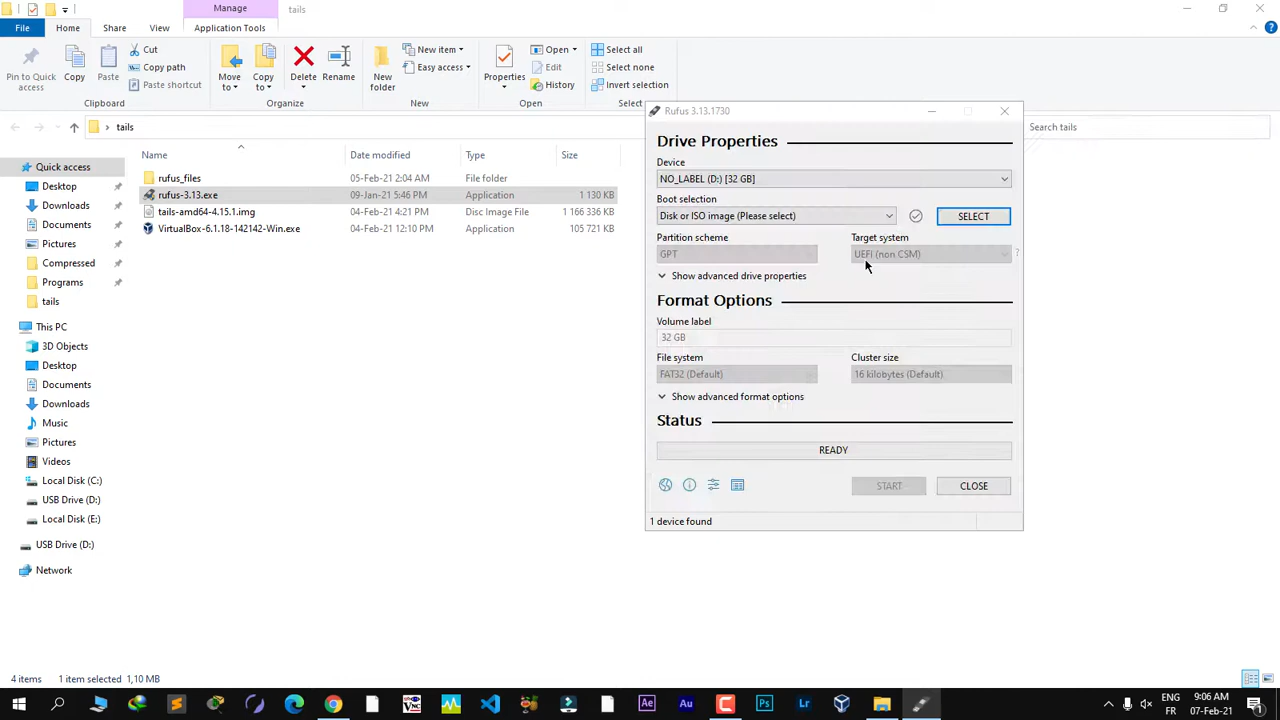 Manage
tails
File
Home
Share
View
Application Tools
Pin to Quick access
Copy
Paste
Cut
Copy path
Paste shortcut
Clipboard
Move to
Copy to
Delete
Rename
Organize
New folder
New item
Easy access
New
Properties
Open
Edit
History
Open
Select all
Select none
Invert selection
Select
tails
Search tails
Name
Date modified
Type
Size
rufus_files
05-Feb-21 2:04 AM
File folder
rufus-3.13.exe
09-Jan-21 5:46 PM
Application
1 130 KB
tails-amd64-4.15.1.img
04-Feb-21 4:21 PM
Disc Image File
1 166 336 KB
VirtualBox-6.1.18-142142-Win.exe
04-Feb-21 12:10 PM
Application
105 721 KB
Quick access
Desktop
Downloads
Documents
Pictures
Compressed
Programs
tails
This PC
3D Objects
Desktop
Documents
Downloads
Music
Pictures
Videos
Local Disk (C:)
USB Drive (D:)
Local Disk (E:)
USB Drive (D:)
Network
Rufus 3.13.1730
Drive Properties
Device
NO_LABEL (D:) [32 GB]
Boot selection
Disk or ISO image (Please select)
SELECT
Partition scheme
Target system
GPT
UEFI (non CSM)
?
Show advanced drive properties
Format Options
Volume label
32 GB
File system
Cluster size
FAT32 (Default)
16 kilobytes (Default)
Show advanced format options
Status
READY
START
CLOSE
1 device found
4 items
1 item selected 1,10 MB
Ae
Au
Ps
Lr
ENG
FR
9:06 AM
07-Feb-21